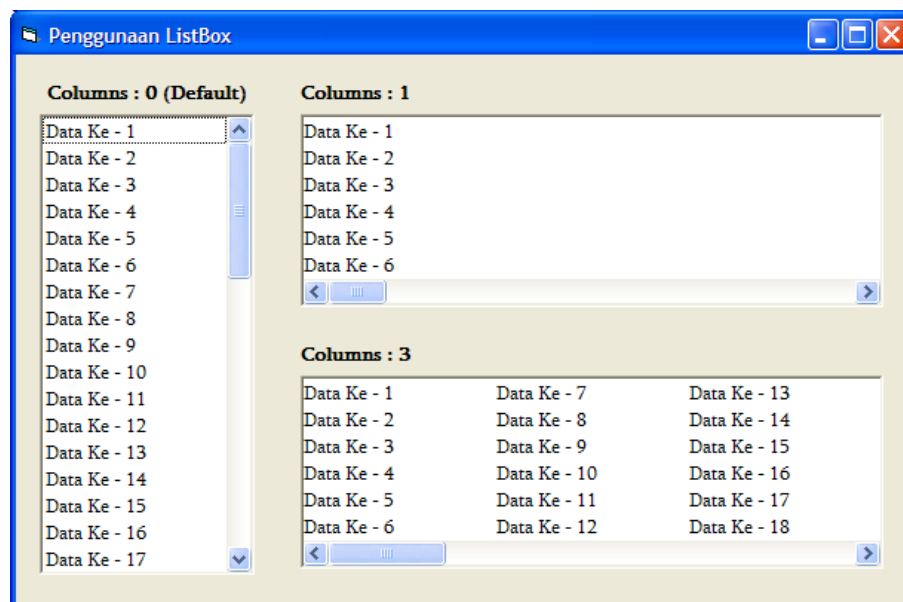 Penggunaan ListBox
Columns : 0 (Default)
Data Ke - 1
Data Ke - 2
Data Ke - 3
Data Ke - 4
Data Ke - 5
Data Ke - 6
Data Ke - 7
Data Ke - 8
Data Ke - 9
Data Ke - 10
Data Ke - 11
Data Ke - 12
Data Ke - 13
Data Ke - 14
Data Ke - 15
Data Ke - 16
Data Ke - 17
Columns : 1
Data Ke - 1
Data Ke - 2
Data Ke - 3
Data Ke - 4
Data Ke - 5
Data Ke - 6
Columns : 3
Data Ke - 1 Data Ke - 7 Data Ke - 13
Data Ke - 2 Data Ke - 8 Data Ke - 14
Data Ke - 3 Data Ke - 9 Data Ke - 15
Data Ke - 4 Data Ke - 10 Data Ke - 16
Data Ke - 5 Data Ke - 11 Data Ke - 17
Data Ke - 6 Data Ke - 12 Data Ke - 18